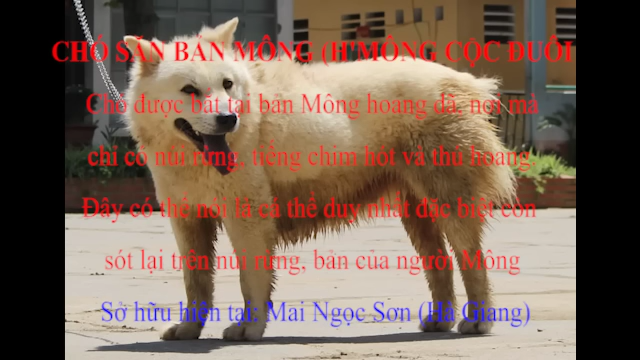 CHÓ SĂN BẢN MÔNG (H'MÔNG CỘC ĐUÔI
Chó được bắt tại bản Mông hoang dã, nơi mà
chỉ có núi rừng, tiếng chim hót và thú hoang.
Đây có thể nói là cá thể duy nhất đặc biệt còn
sót lại trên núi rừng, bản của người Mông
Sở hữu hiện tại: Mai Ngọc Sơn (Hà Giang)